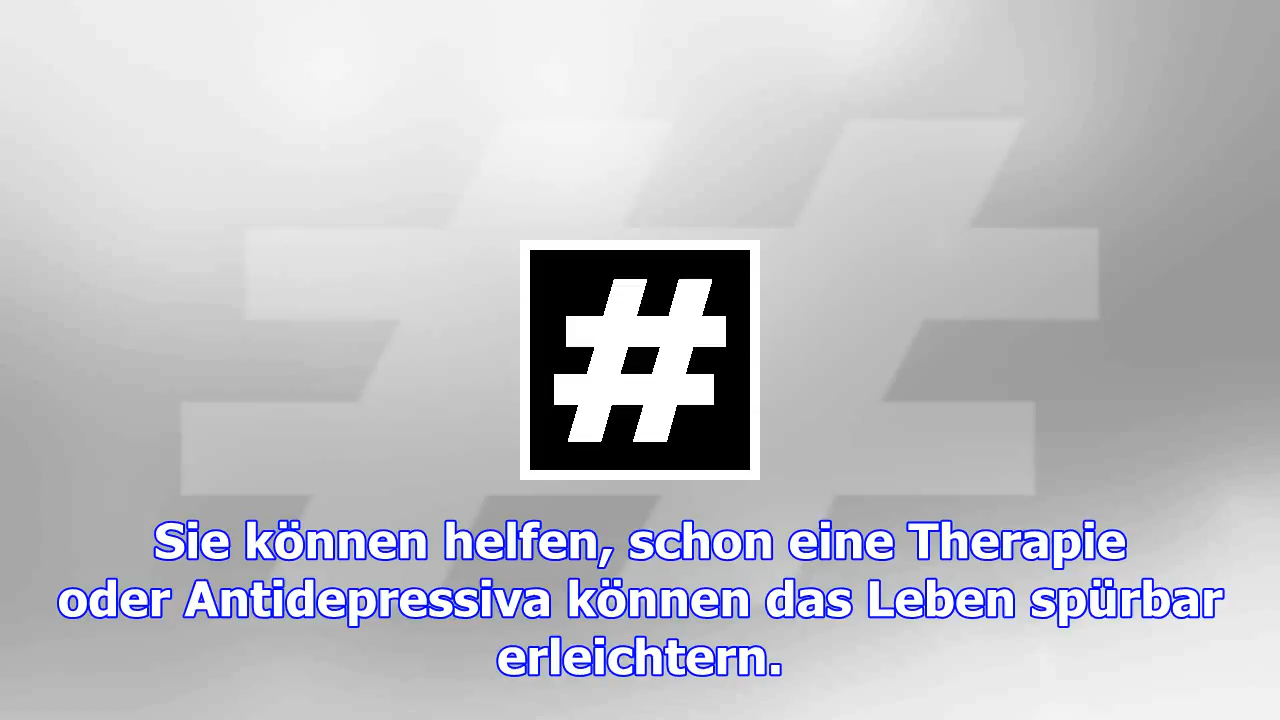 #
Sie können helfen, schon eine Therapie
oder Antidepressiva können das Leben spürbar
erleichtern.